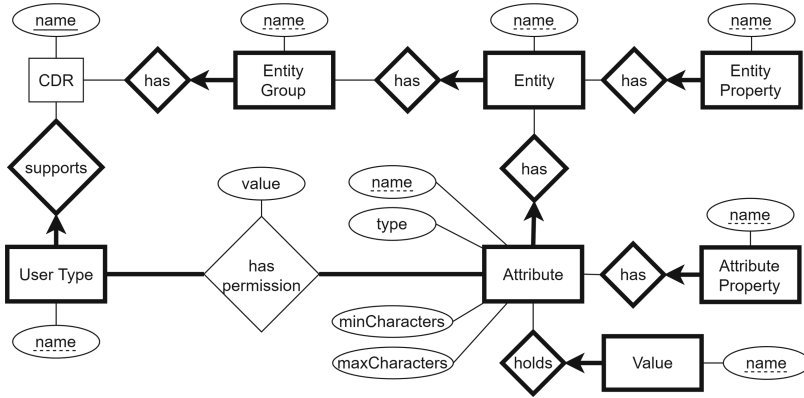 name
name
name
name
CDR
has
Entity
Group
has
Entity
has
Entity
Property
supports
has
value
name
type
name
User Type
has
permission
Attribute
has
Attribute
Property
name
minCharacters
maxCharacters
holds
Value
name